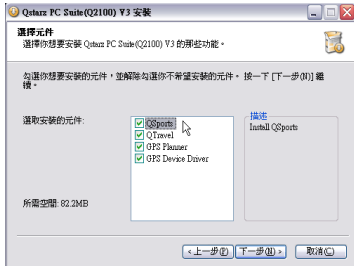 Qstarz PC Suite(Q2100) V3 安裝
選擇元件
選擇你想要安裝 Qstarz PC Suite(Q2100) V3 的那些功能。
勾選你想要安裝的元件，並解除勾選你不希望安裝的元件。 按一下 [下一步(N)] 繼
續。
選取安裝的元件:
QSports
QTravel
GPS Planner
GPS Device Driver
描述
Install QSports
所需空間: 82.2MB
<上一步(P)
下一步(N) >
取消(C)